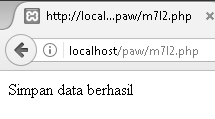 http://local...paw/m7l2.php
localhost/paw/m7l2.php
Simpan data berhasil